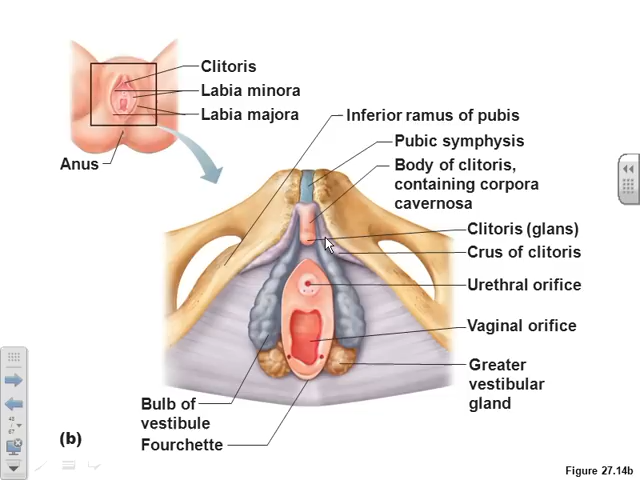 Clitoris
Labia minora
Labia majora
Anus
Inferior ramus of pubis
Pubic symphysis
Body of clitoris,
containing corpora
cavernosa
Clitoris (glans)
Crus of clitoris
Urethral orifice
Vaginal orifice
Greater
vestibular
gland
Bulb of
vestibule
Fourchette
(b)
Figure 27.14b